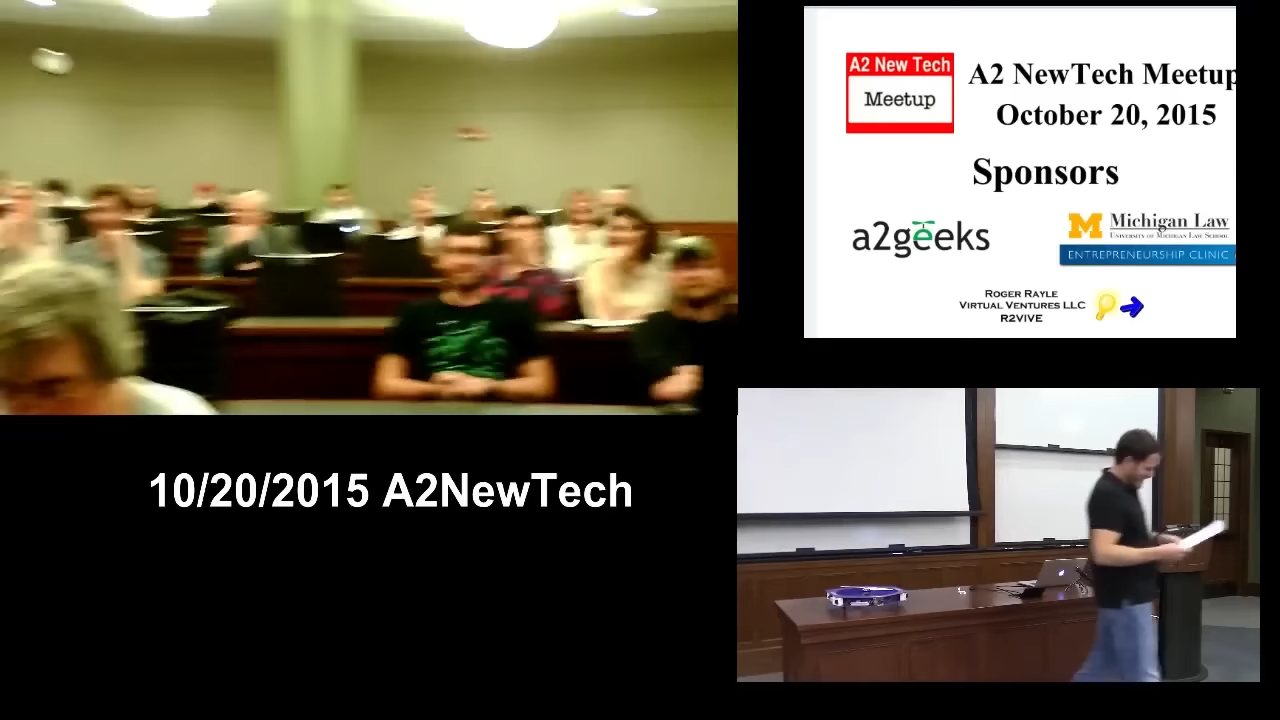 A2 New Tech
Meetup
A2 NewTech Meetup
October 20, 2015
Sponsors
a2geeks
M Michigan Law
UNIVERSITY OF MICHIGAN LAW SCHOOL
ENTREPRENEURSHIP CLINIC
ROGER RAYLE
VIRTUAL VENTURES LLC
R2VIVE
10/20/2015 A2NewTech